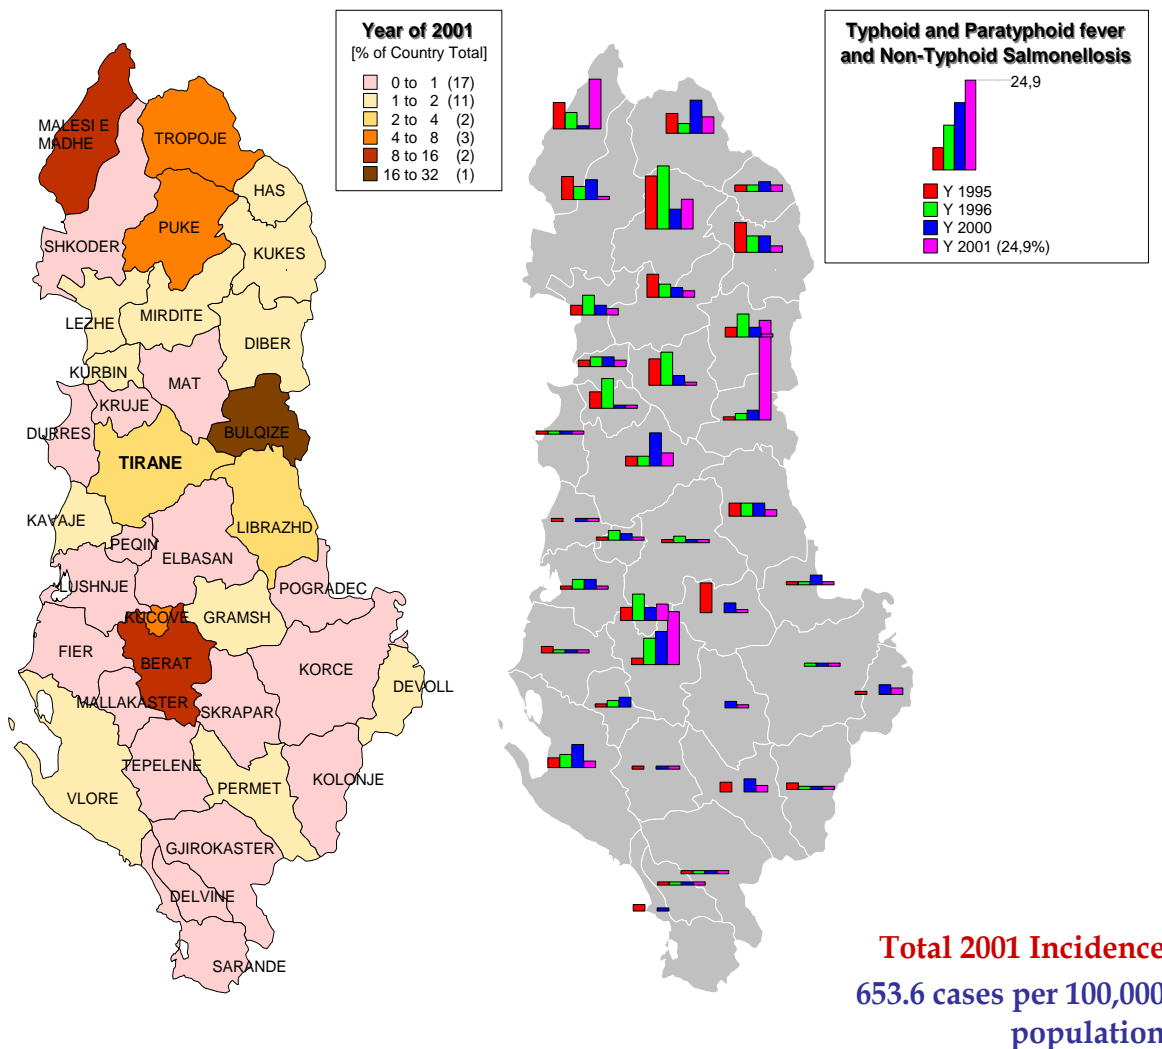 Year of 2001
[% of Country Total]
0 to 1 (17)
1 to 2 (11)
2 to 4 (2)
4 to 8 (3)
8 to 16 (2)
16 to 32 (1)
Typhoid and Paratyphoid fever
and Non-Typhoid Salmonellosis
24,9
Y 1995
Y 1996
Y 2000
Y 2001 (24,9%)
MALESI E
MADHE
TROPOJE
HAS
PUKE
SHKODER
KUKES
LEZHE
MIRDITE
DIBER
KURBIN
MAT
KRUJE
DURRES
BULQIZE
TIRANE
KAVAJE
LIBRAZHD
PEQIN
ELBASAN
LUSHNJE
POGRADEC
KUCOVE
GRAMSH
FIER
BERAT
KORCE
DEVOLL
MALLAKASTER
SKRAPAR
TEPELENE
KOLONJE
PERMET
VLORE
GJIROKASTER
DELVINE
SARANDE
Total 2001 Incidence
653.6 cases per 100,000
population